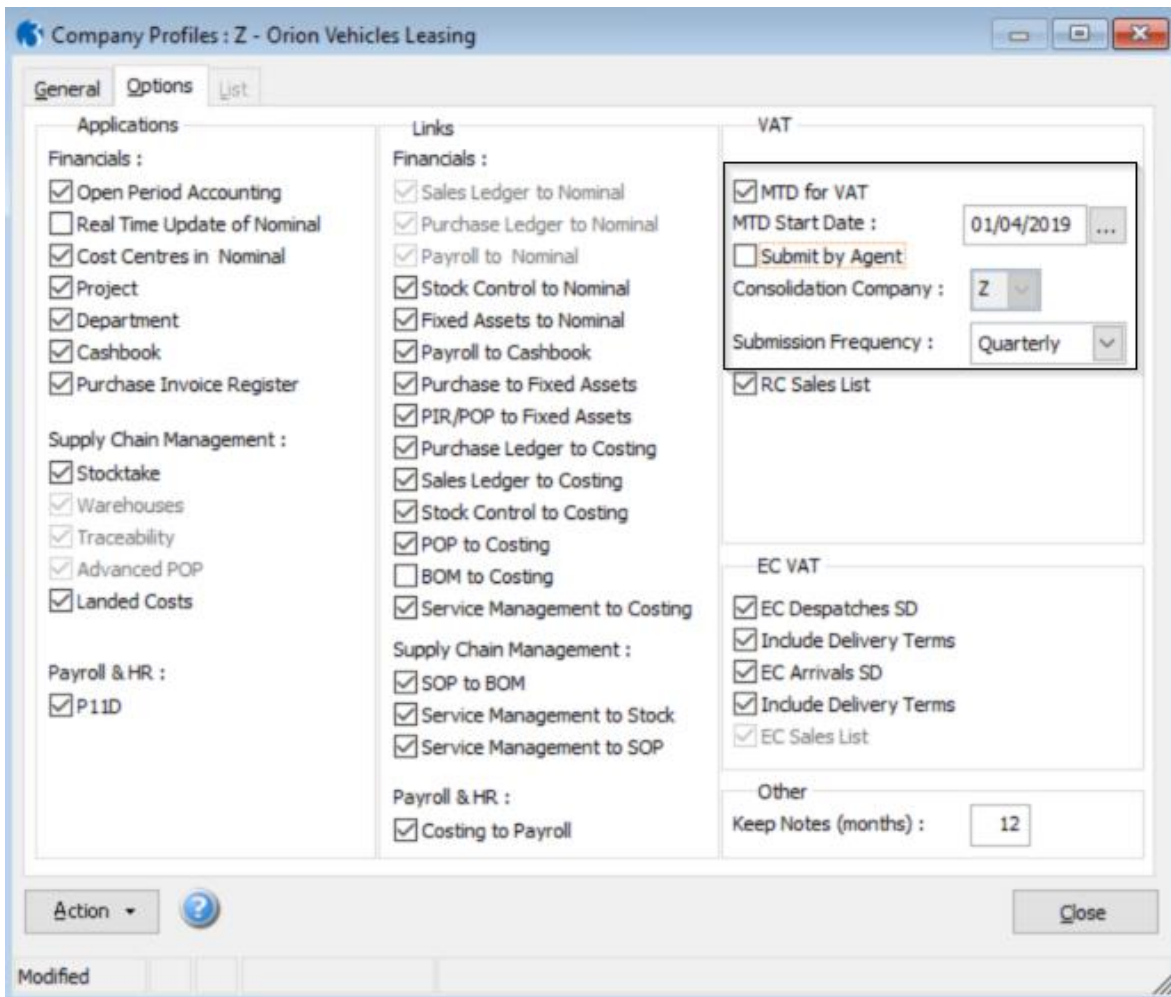 Company Profiles : Z - Orion Vehicles Leasing
General Options List
Applications
Financials :
Open Period Accounting
Real Time Update of Nominal
Cost Centres in Nominal
Project
Department
Cashbook
Purchase Invoice Register
Supply Chain Management :
Stocktake
Warehouses
Traceability
Advanced POP
Landed Costs
Payroll & HR :
P11D
Links
Financials :
Sales Ledger to Nominal
Purchase Ledger to Nominal
Payroll to Nominal
Stock Control to Nominal
Fixed Assets to Nominal
Payroll to Cashbook
Purchase to Fixed Assets
PIR/POP to Fixed Assets
Purchase Ledger to Costing
Sales Ledger to Costing
Stock Control to Costing
POP to Costing
BOM to Costing
Service Management to Costing
Supply Chain Management :
SOP to BOM
Service Management to Stock
Service Management to SOP
Payroll & HR :
Costing to Payroll
VAT
MTD for VAT
MTD Start Date : 01/04/2019 ...
Submit by Agent
Consolidation Company : Z
Submission Frequency : Quarterly
RC Sales List
EC VAT
EC Despatches SD
Include Delivery Terms
EC Arrivals SD
Include Delivery Terms
EC Sales List
Other
Keep Notes (months) : 12
Action ? Close
Modified